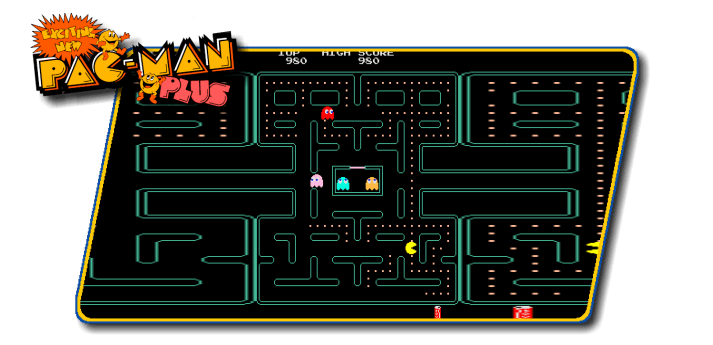 EXCITING
NEW
PAC-MAN
PLUS
1UP HIGH SCORE
980 980